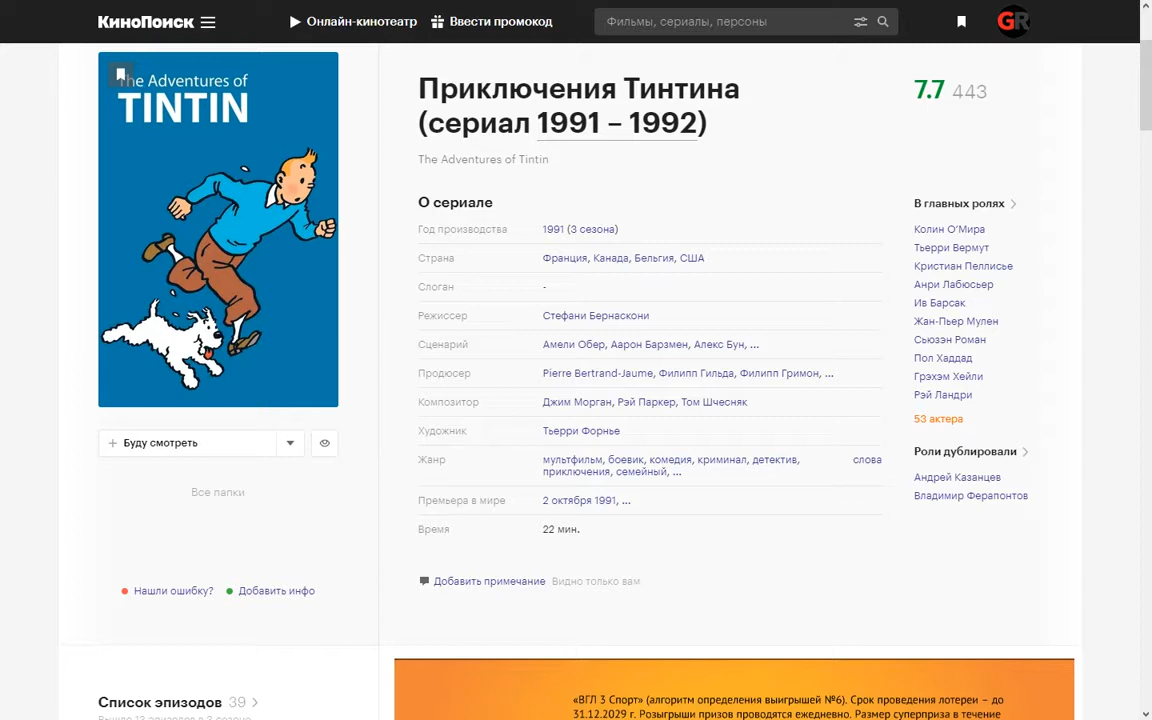 КиноПоиск
Онлайн-кинотеатр
Ввести промокод
Фильмы, сериалы, персоны
GR
The Adventures of
TINTIN
Приключения Тинтина
(сериал 1991 – 1992)
7.7 443
The Adventures of Tintin
О сериале
Год производства 1991 (3 сезона)
Страна Франция, Канада, Бельгия, США
Слоган -
Режиссер Стефани Бернаскони
Сценарий Амели Обер, Аарон Барзмен, Алекс Бун, ...
Продюсер Pierre Bertrand-Jaume, Филипп Гильда, Филипп Гримон, ...
Композитор Джим Морган, Рэй Паркер, Том Шчесняк
Художник Тьерри Форнье
Жанр мультфильм, боевик, комедия, криминал, детектив, слова
приключения, семейный, ...
Премьера в мире 2 октября 1991, ...
Время 22 мин.
Добавить примечание Видно только вам
В главных ролях
Колин О’Мира
Тьерри Вермут
Кристиан Пеллисье
Анри Лабюсьер
Ив Барсак
Жан-Пьер Мулен
Сьюзэн Роман
Пол Хаддад
Грэхэм Хейли
Рэй Ландри
53 актера
Роли дублировали
Андрей Казанцев
Владимир Ферапонтов
+ Буду смотреть
Все папки
Нашли ошибку? Добавить инфо
Список эпизодов 39
«ВГЛ 3 Спорт» (алгоритм определения выигрышей №6). Срок проведения лотереи – до
31.12.2029 г. Розыгрыши призов проводятся ежедневно. Размер суперприза в течение